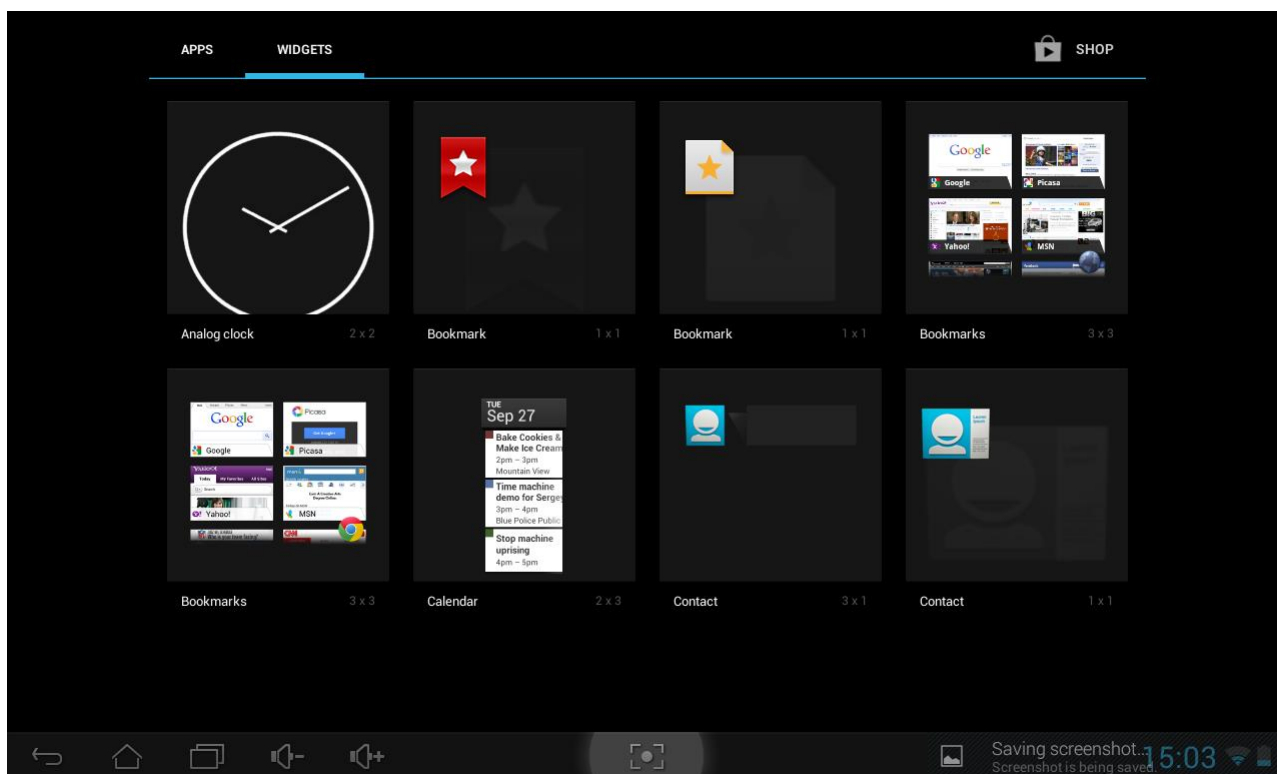 APPS WIDGETS SHOP
Google
Google Picasa
Yahoo! MSN
Analog clock 2 x 2 Bookmark 1 x 1 Bookmark 1 x 1 Bookmarks 3 x 3
Google Picasa
Google Picasa
Yahoo! MSN
TUE
Sep 27
Bake Cookies &
Make Ice Cream
2pm – 3pm
Mountain View
Time machine
demo for Sergey
3pm – 4pm
Blue Police Public
Stop machine
uprising
4pm – 5pm
Bookmarks 3 x 3 Calendar 2 x 3 Contact 3 x 1 Contact 1 x 1
Saving screenshot...
Screenshot is being saved.
15:03